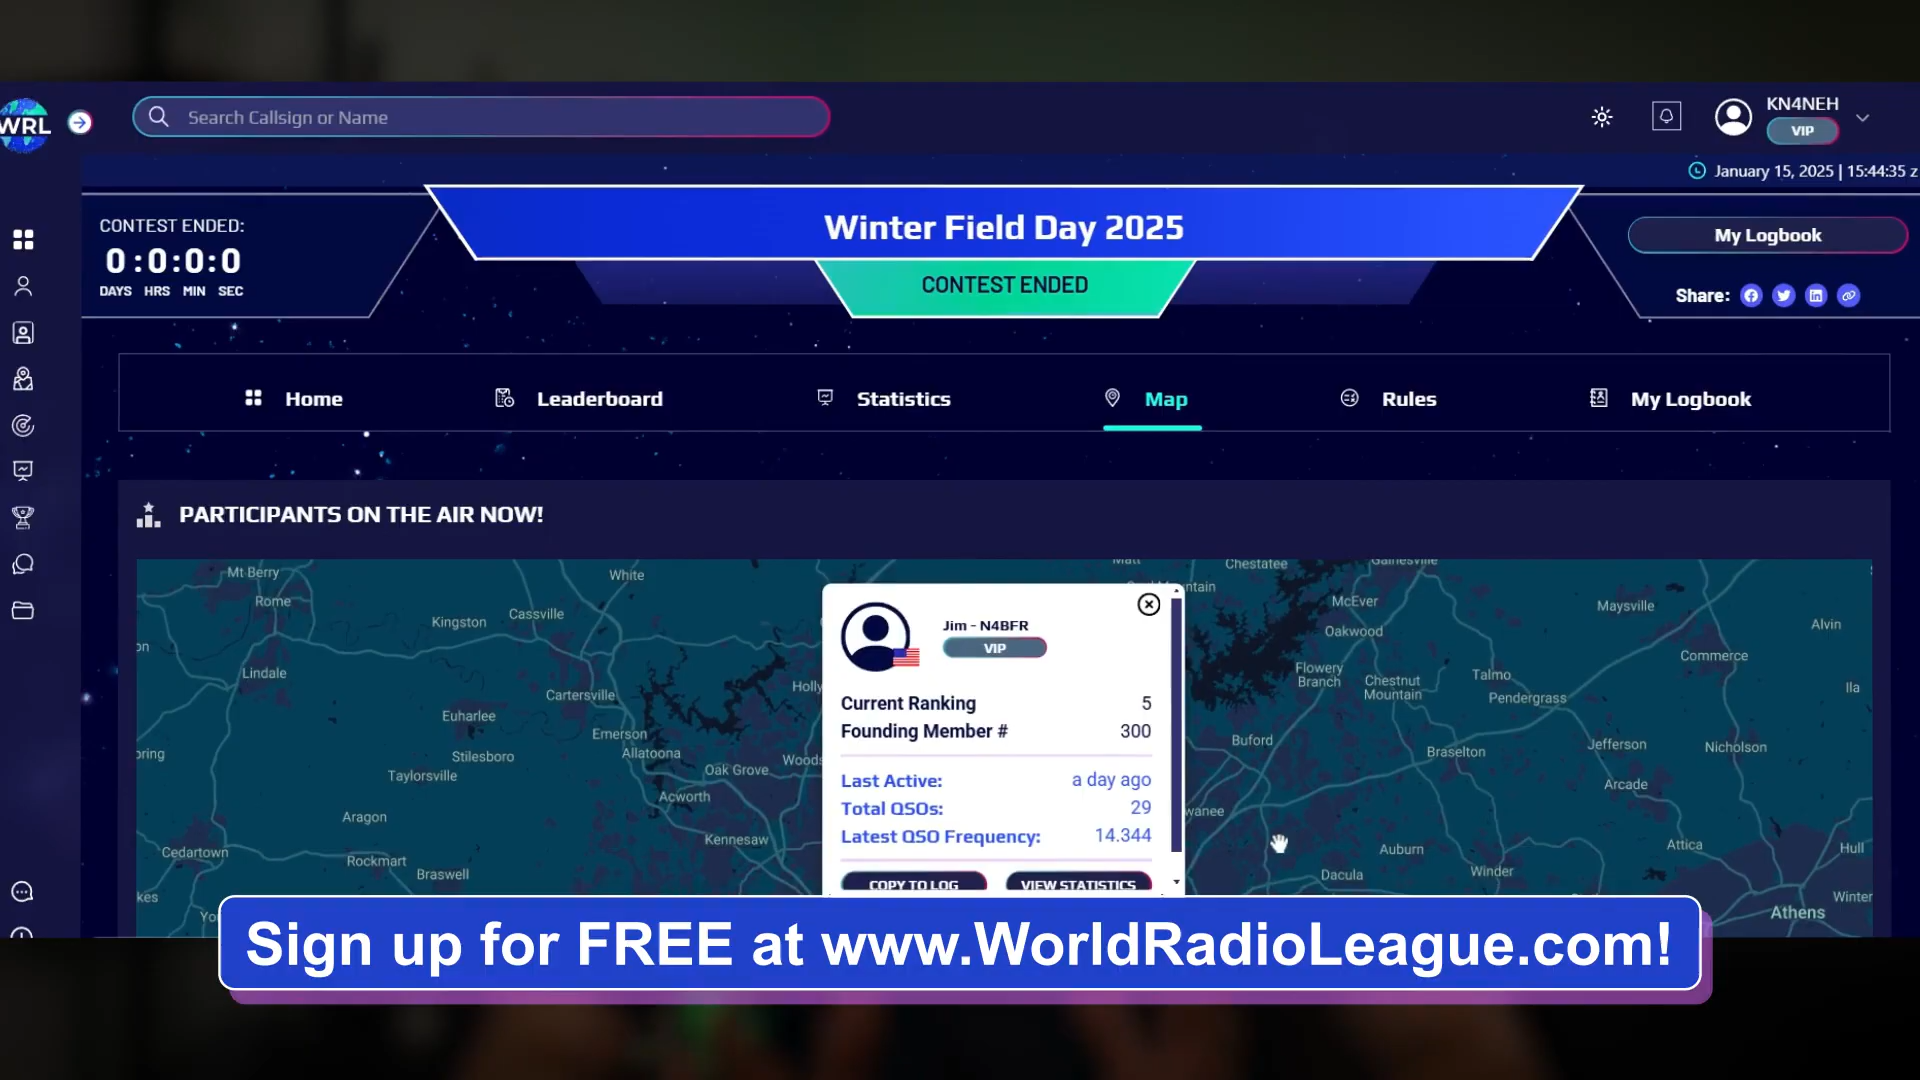 WRL
Search Callsign or Name
KN4NEH
VIP
January 15, 2025 | 15:44:35 z
CONTEST ENDED:
0 : 0 : 0 : 0
DAYS HRS MIN SEC
Winter Field Day 2025
CONTEST ENDED
My Logbook
Share:
Home
Leaderboard
Statistics
Map
Rules
My Logbook
PARTICIPANTS ON THE AIR NOW!
Mt Berry
Rome
Kingston
Cassville
White
Lindale
Cartersville
Euharlee
Emerson
Allatoona
Stilesboro
Taylorsville
Oak Grove
Acworth
Aragon
Kennesaw
Cedartown
Rockmart
Braswell
Holly
Woods
Jim - N4BFR
VIP
Current Ranking 5
Founding Member # 300
Last Active: a day ago
Total QSOs: 29
Latest QSO Frequency: 14.344
COPY TO LOG
VIEW STATISTICS
Chestatee
Gainesville
McEver
Oakwood
Flowery
Branch
Chestnut
Mountain
Talmo
Pendergrass
Maysville
Alvin
Commerce
Ila
Buford
Braselton
Jefferson
Nicholson
Arcade
wanee
Auburn
Attica
Hull
Dacula
Winder
Winter
Athens
Sign up for FREE at www.WorldRadioLeague.com!